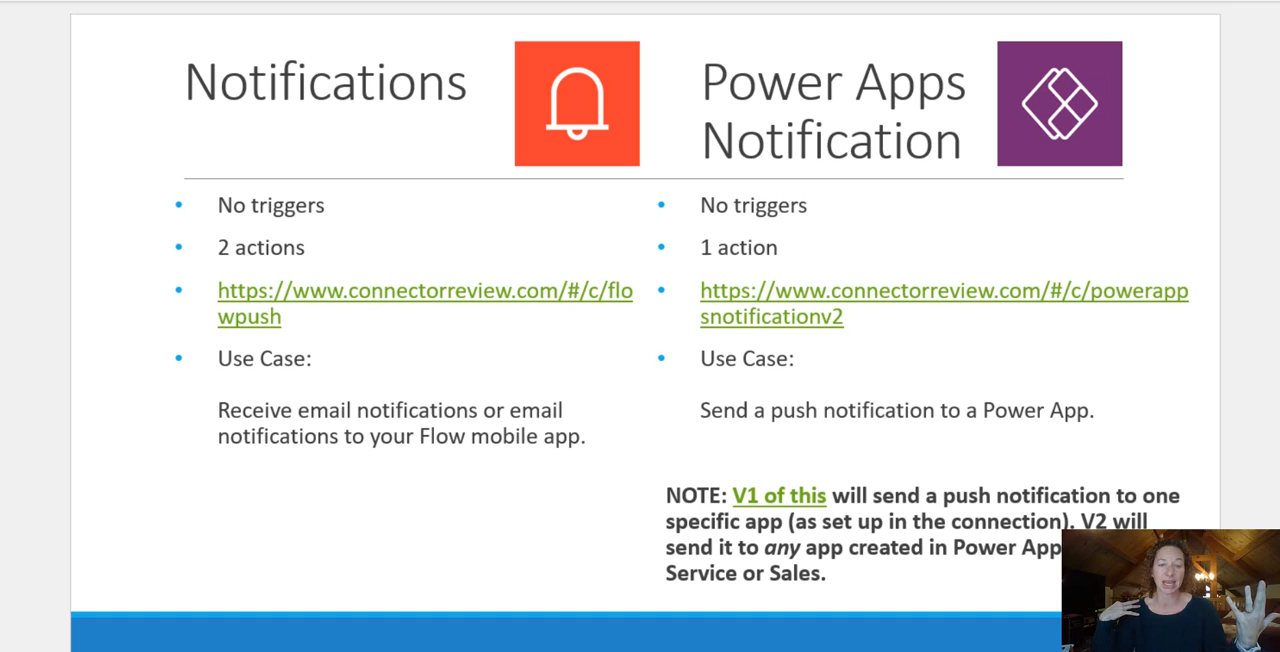 Notifications
No triggers
2 actions
https://www.connectorreview.com/#/c/flo
wpush
Use Case:
Receive email notifications or email
notifications to your Flow mobile app.
Power Apps
Notification
No triggers
1 action
https://www.connectorreview.com/#/c/powerapp
snotificationv2
Use Case:
Send a push notification to a Power App.
NOTE: V1 of this will send a push notification to one
specific app (as set up in the connection). V2 will
send it to any app created in Power App
Service or Sales.